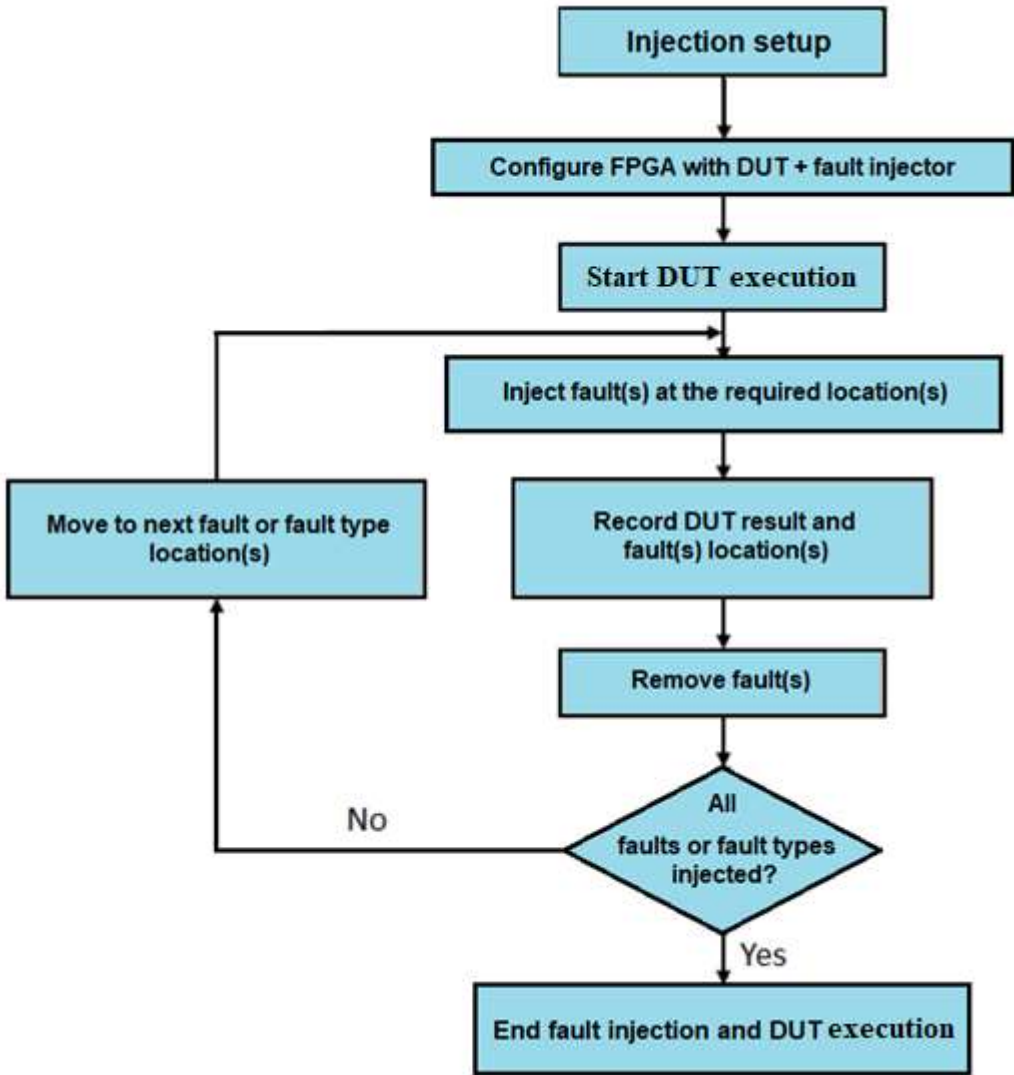 Injection setup
Configure FPGA with DUT + fault injector
Start DUT execution
Inject fault(s) at the required location(s)
Move to next fault or fault type
location(s)
Record DUT result and
fault(s) location(s)
Remove fault(s)
All
faults or fault types
injected?
No
Yes
End fault injection and DUT execution